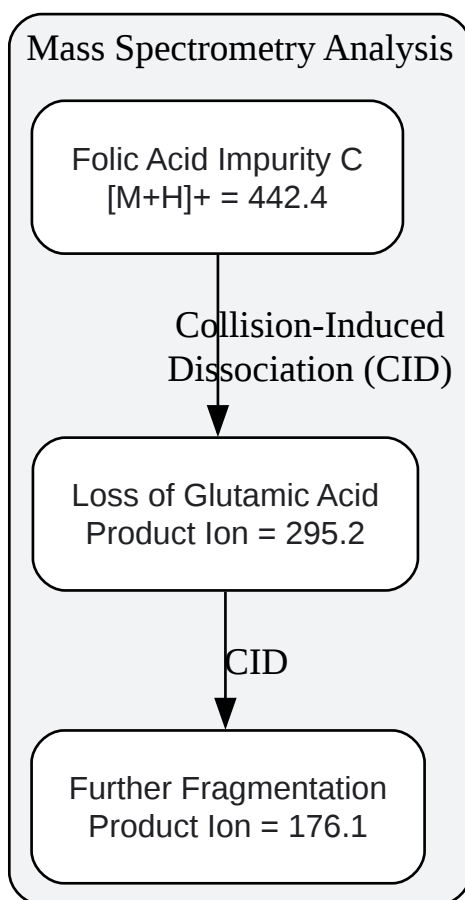 Mass Spectrometry Analysis
Folic Acid Impurity C
[M+H]+ = 442.4
Collision-Induced
Dissociation (CID)
Loss of Glutamic Acid
Product Ion = 295.2
CID
Further Fragmentation
Product Ion = 176.1